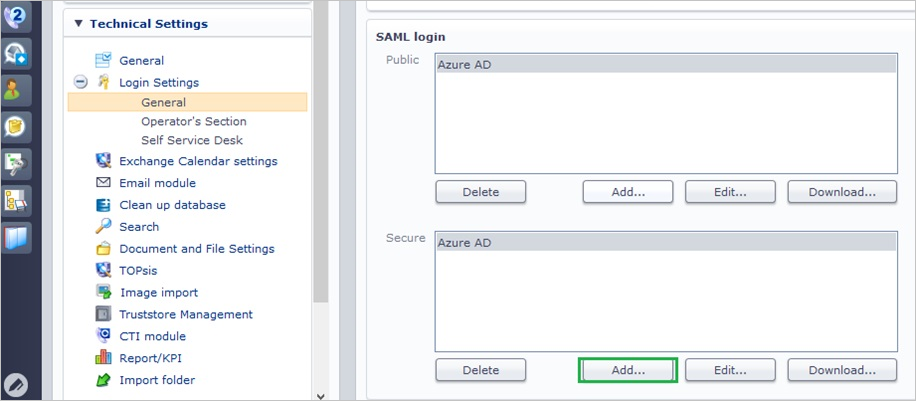 Technical Settings
General
Login Settings
General
Operator's Section
Self Service Desk
Exchange Calendar settings
Email module
Clean up database
Search
Document and File Settings
TOPsis
Image import
Truststore Management
CTI module
Report/KPI
Import folder
SAML login
Public
Azure AD
Delete Add... Edit... Download...
Secure
Azure AD
Delete Add... Edit... Download...
2